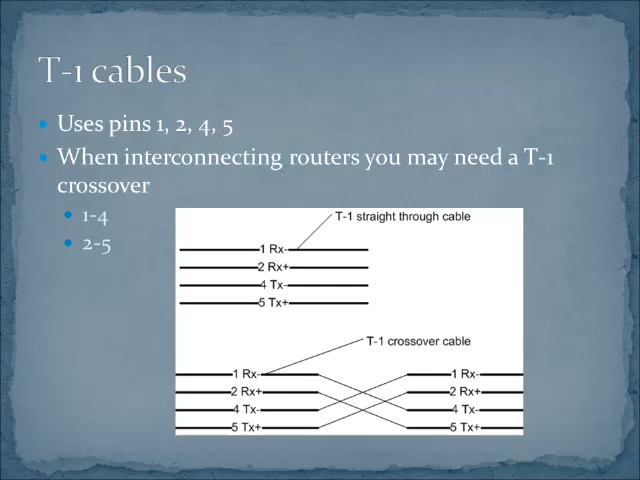 T-1 cables
Uses pins 1, 2, 4, 5
When interconnecting routers you may need a T-1
crossover
1-4
2-5
T-1 straight through cable
1 Rx-
2 Rx+
4 Tx-
5 Tx+
T-1 crossover cable
1 Rx- 1 Rx-
2 Rx+ 2 Rx+
4 Tx- 4 Tx-
5 Tx+ 5 Tx+